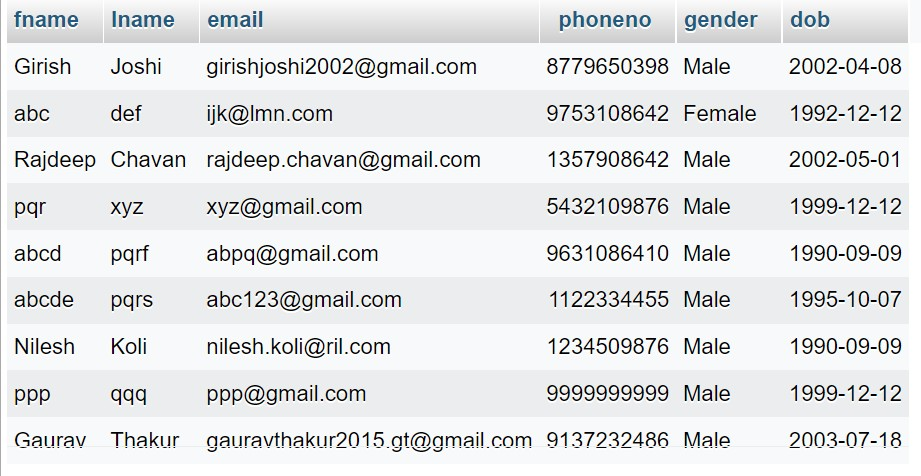 fname lname email phoneno gender dob
Girish Joshi girishjoshi2002@gmail.com 8779650398 Male 2002-04-08
abc def ijk@lmn.com 9753108642 Female 1992-12-12
Rajdeep Chavan rajdeep.chavan@gmail.com 1357908642 Male 2002-05-01
pqr xyz xyz@gmail.com 5432109876 Male 1999-12-12
abcd pqrf abpq@gmail.com 9631086410 Male 1990-09-09
abcde pqrs abc123@gmail.com 1122334455 Male 1995-10-07
Nilesh Koli nilesh.koli@ril.com 1234509876 Male 1990-09-09
ppp qqq ppp@gmail.com 9999999999 Male 1999-12-12
Gaurav Thakur gauravthakur2015.gt@gmail.com 9137232486 Male 2003-07-18